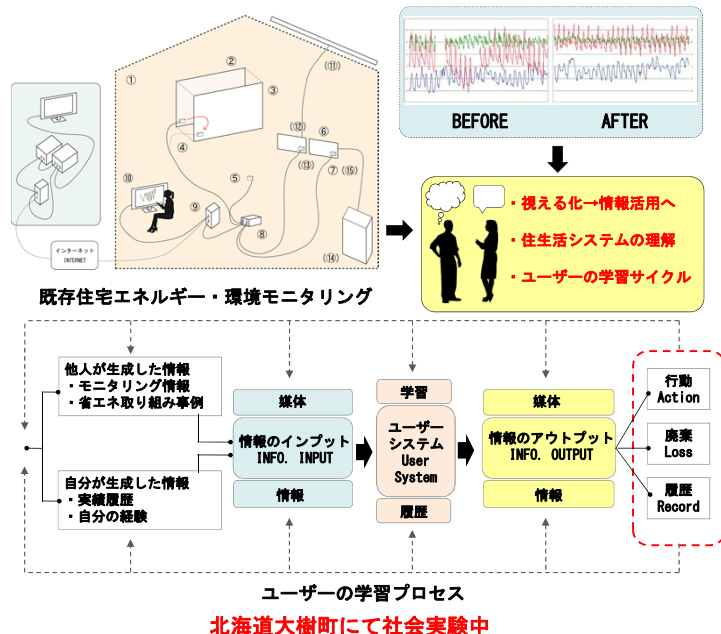 ①
②
③
④
⑤
⑥
⑦
⑧
⑨
⑩
(⑪)
(⑫)
(⑬)
(⑭)
(⑮)
インターネット
INTERNET
既存住宅エネルギー・環境モニタリング
BEFORE
AFTER
・視える化→情報活用へ
・住生活システムの理解
・ユーザーの学習サイクル
他人が生成した情報
・モニタリング情報
・省エネ取り組み事例
自分が生成した情報
・実績履歴
・自分の経験
媒体
情報のインプット
INFO. INPUT
情報
学習
ユーザー
システム
User
System
履歴
媒体
情報のアウトプット
INFO. OUTPUT
情報
行動
Action
廃棄
Loss
履歴
Record
ユーザーの学習プロセス
北海道大樹町にて社会実験中